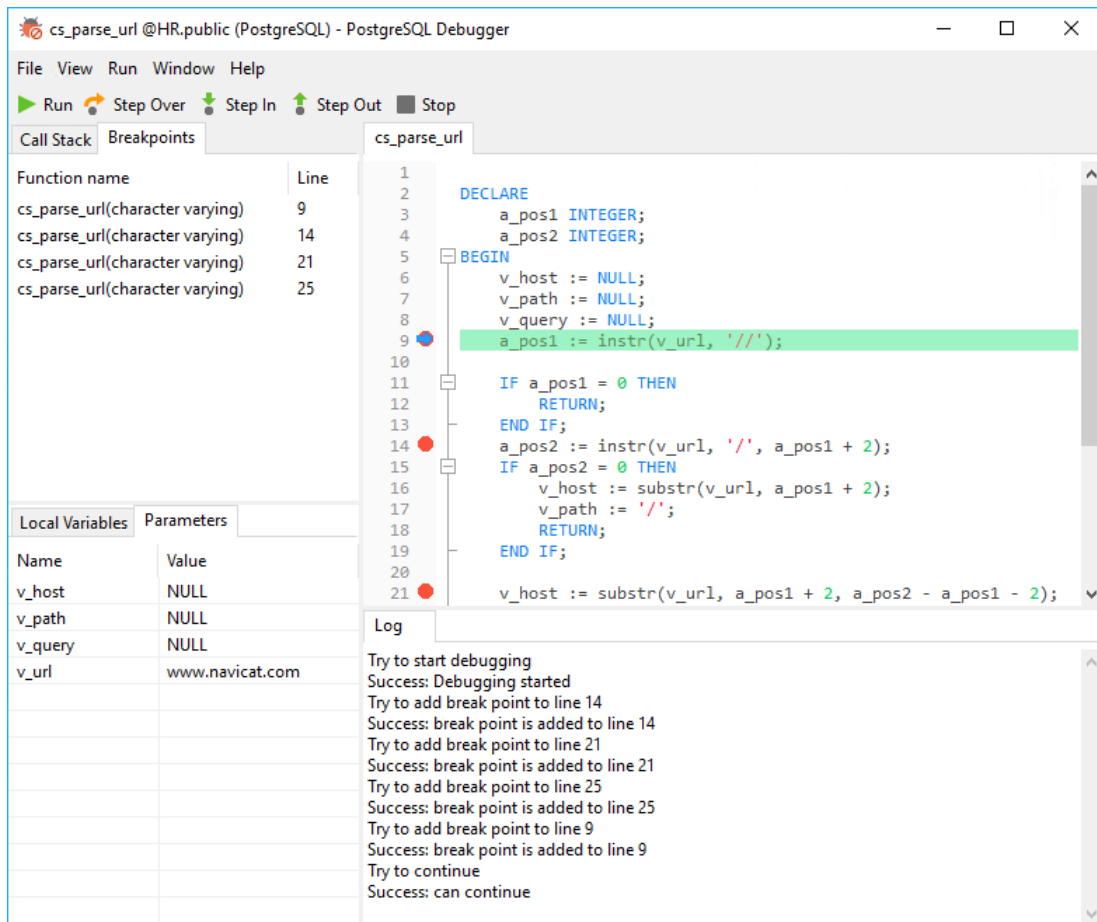 cs_parse_url @HR.public (PostgreSQL) - PostgreSQL Debugger
File View Run Window Help
Run Step Over Step In Step Out Stop
Call Stack Breakpoints
Function name Line
cs_parse_url(character varying) 9
cs_parse_url(character varying) 14
cs_parse_url(character varying) 21
cs_parse_url(character varying) 25
Local Variables Parameters
Name Value
v_host NULL
v_path NULL
v_query NULL
v_url www.navicat.com
cs_parse_url
1
2 DECLARE
3 a_pos1 INTEGER;
4 a_pos2 INTEGER;
5 BEGIN
6 v_host := NULL;
7 v_path := NULL;
8 v_query := NULL;
9 a_pos1 := instr(v_url, '//');
10
11 IF a_pos1 = 0 THEN
12 RETURN;
13 END IF;
14 a_pos2 := instr(v_url, '/', a_pos1 + 2);
15 IF a_pos2 = 0 THEN
16 v_host := substr(v_url, a_pos1 + 2);
17 v_path := '/';
18 RETURN;
19 END IF;
20
21 v_host := substr(v_url, a_pos1 + 2, a_pos2 - a_pos1 - 2);
Log
Try to start debugging
Success: Debugging started
Try to add break point to line 14
Success: break point is added to line 14
Try to add break point to line 21
Success: break point is added to line 21
Try to add break point to line 25
Success: break point is added to line 25
Try to add break point to line 9
Success: break point is added to line 9
Try to continue
Success: can continue